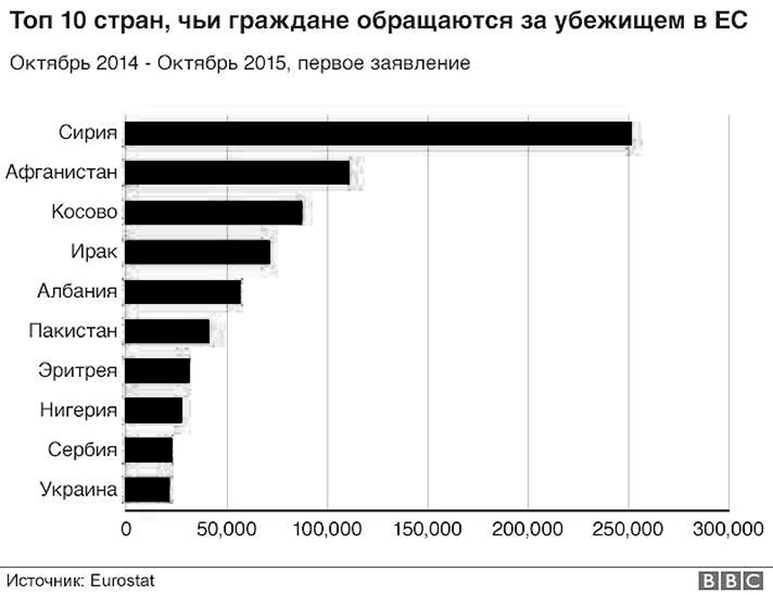 Топ 10 стран, чьи граждане обращаются за убежищем в ЕС
Октябрь 2014 - Октябрь 2015, первое заявление
Сирия
Афганистан
Косово
Ирак
Албания
Пакистан
Эритрея
Нигерия
Сербия
Украина
0 50,000 100,000 150,000 200,000 250,000 300,000
Источник: Eurostat BBC